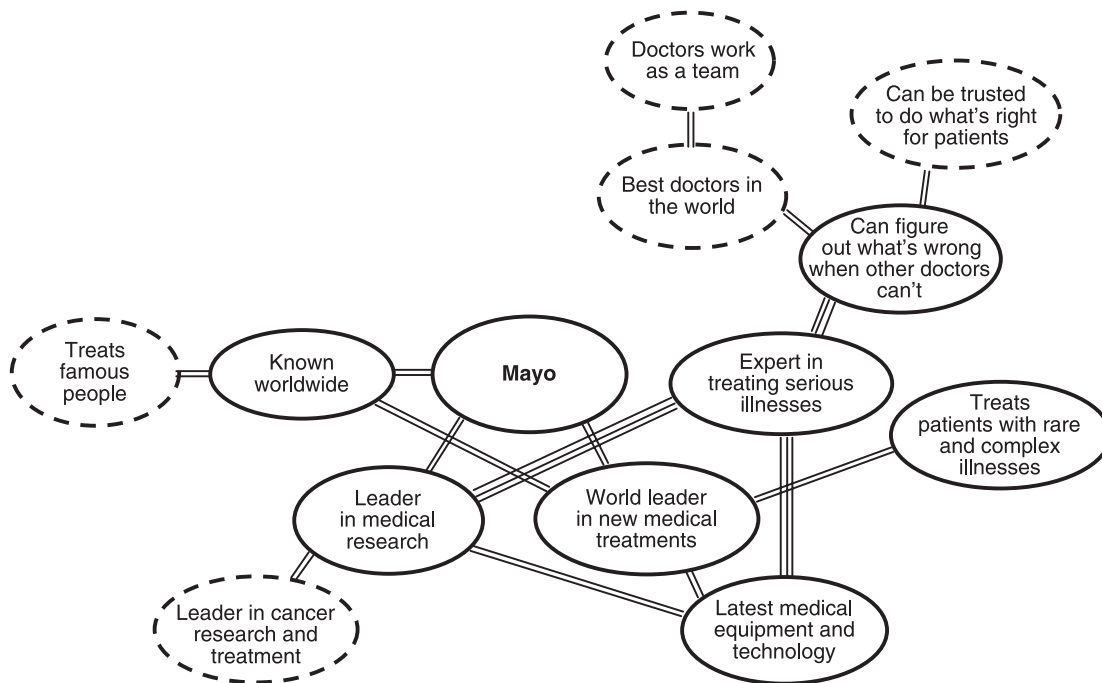 Doctors work
as a team
Can be trusted
to do what's right
for patients
Best doctors in
the world
Can figure
out what's wrong
when other doctors
can't
Treats
famous
people
Known
worldwide
Mayo
Expert in
treating serious
illnesses
Treats
patients with rare
and complex
illnesses
Leader
in medical
research
World leader
in new medical
treatments
Leader in cancer
research and
treatment
Latest medical
equipment and
technology